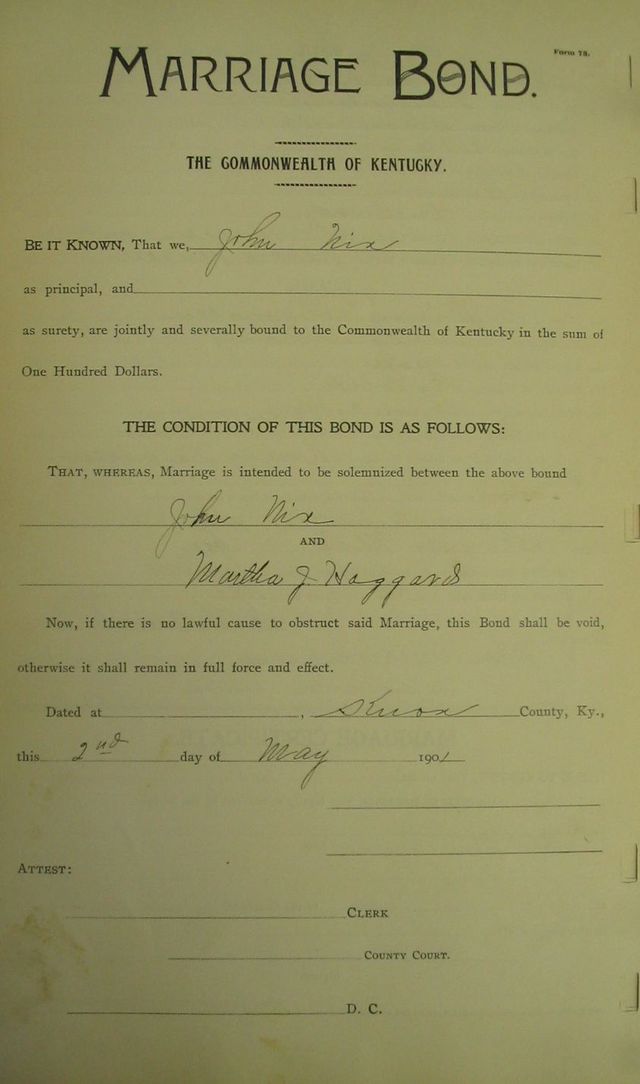 Form 78.
MARRIAGE BOND.
THE COMMONWEALTH OF KENTUCKY.
BE IT KNOWN, That we, John Nix
as principal, and
as surety, are jointly and severally bound to the Commonwealth of Kentucky in the sum of
One Hundred Dollars.
THE CONDITION OF THIS BOND IS AS FOLLOWS:
THAT, WHEREAS, Marriage is intended to be solemnized between the above bound
John Nix
AND
Martha J. Haggard
Now, if there is no lawful cause to obstruct said Marriage, this Bond shall be void,
otherwise it shall remain in full force and effect.
Dated at , Knox County, Ky.,
this 2nd day of May 1901
ATTEST:
CLERK
COUNTY COURT.
D. C.